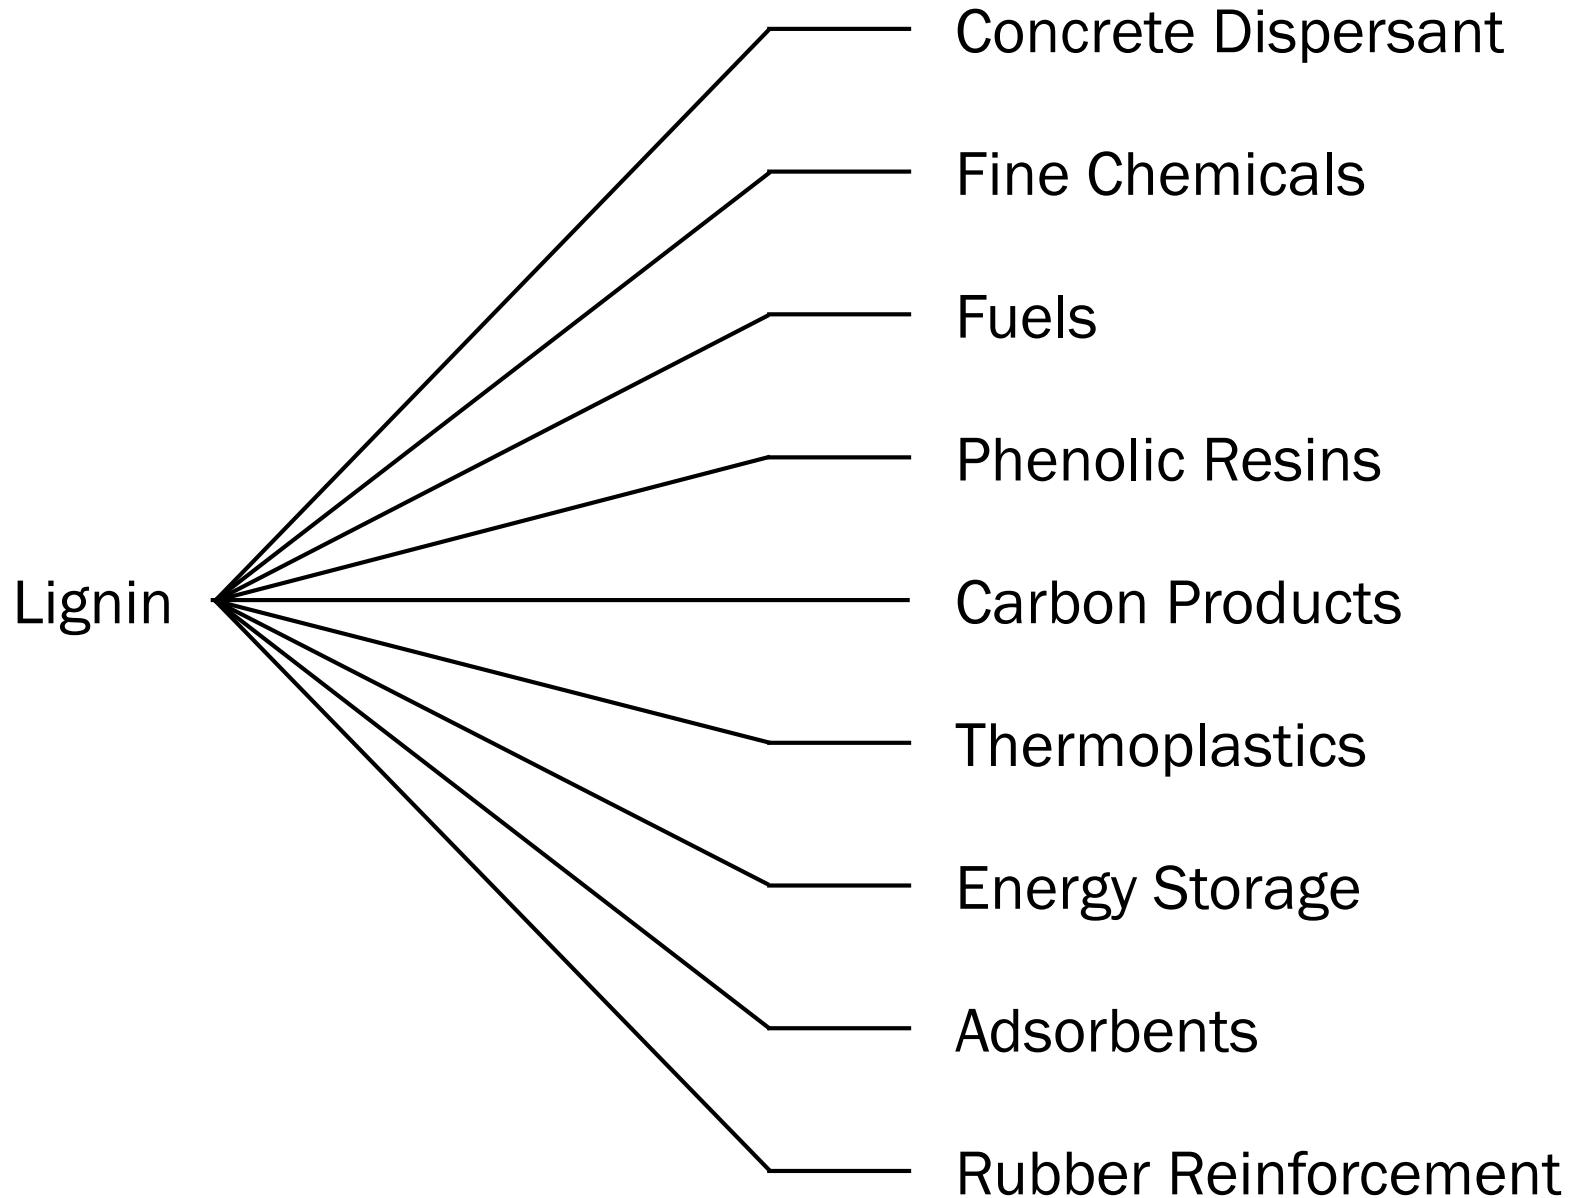 Concrete Dispersant
Fine Chemicals
Fuels
Phenolic Resins
Lignin
Carbon Products
Thermoplastics
Energy Storage
Adsorbents
Rubber Reinforcement